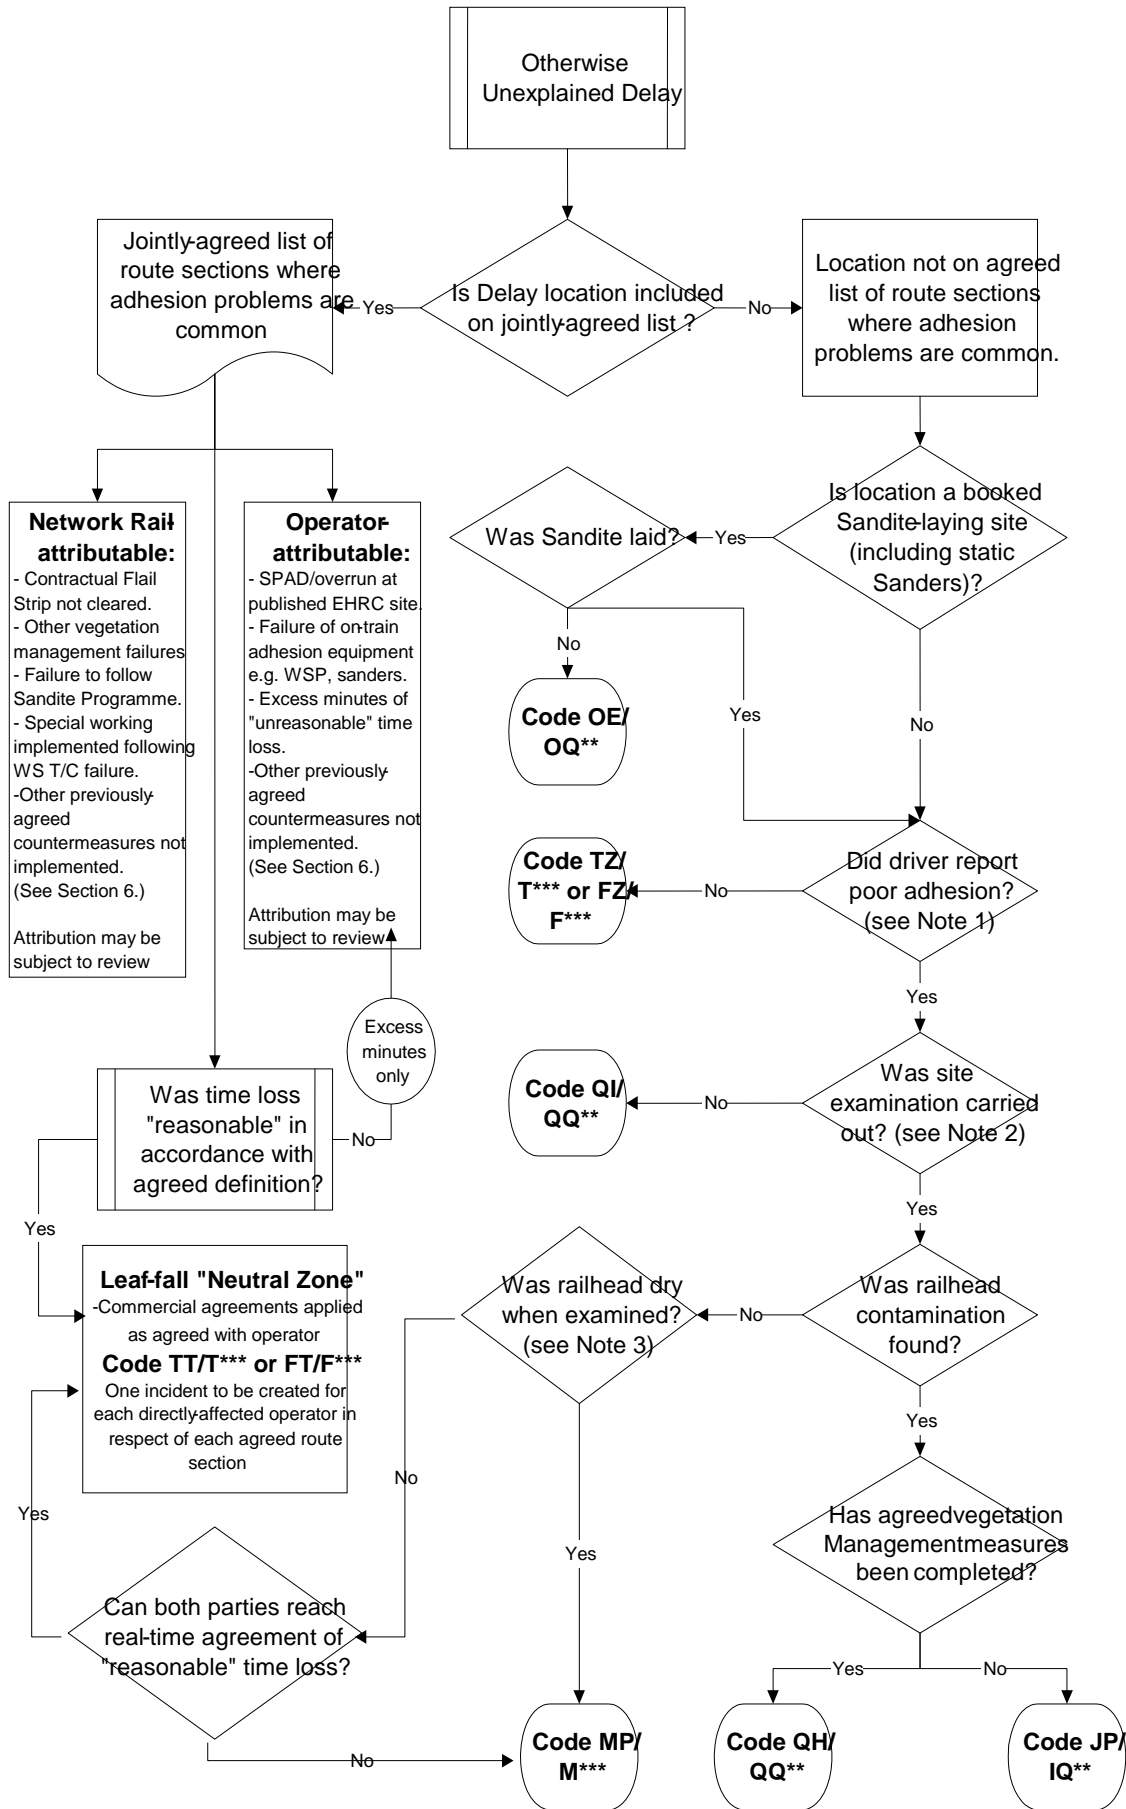 Otherwise
Unexplained Delay
Jointly-agreed list of
route sections where
adhesion problems are
common
Yes
Is Delay location included
on jointly-agreed list ?
No
Location not on agreed
list of route sections
where adhesion
problems are common.
Network Rail-
attributable:
- Contractual Flail
Strip not cleared.
- Other vegetation
management failures
- Failure to follow
Sandite Programme.
- Special working
implemented following
WS T/C failure.
-Other previously-
agreed
countermeasures not
implemented.
(See Section 6.)
Attribution may be
subject to review
Operator-
attributable:
- SPAD/overrun at
published EHRC site.
- Failure of on-train
adhesion equipment
e.g. WSP, sanders.
- Excess minutes of
"unreasonable" time
loss.
-Other previously-
agreed
countermeasures not
implemented.
(See Section 6.)
Attribution may be
subject to review
Was Sandite laid?
Yes
Is location a booked
Sandite-laying site
(including static
Sanders)?
No
Yes
No
Code OE/
OQ**
Code TZ/
T*** or FZ/
F***
No
Did driver report
poor adhesion?
(see Note 1)
Yes
Excess
minutes
only
Was time loss
"reasonable" in
accordance with
agreed definition?
No
Yes
Code QI/
QQ**
No
Was site
examination carried
out? (see Note 2)
Yes
Leaf-fall "Neutral Zone"
-Commercial agreements applied
as agreed with operator
Code TT/T*** or FT/F***
One incident to be created for
each directly-affected operator in
respect of each agreed route
section
Was railhead dry
when examined?
(see Note 3)
No
Was railhead
contamination
found?
Yes
No
Yes
Yes
Has agreed vegetation
Management measures
been completed?
Can both parties reach
real-time agreement of
"reasonable" time loss?
Yes
No
No
Code MP/
M***
Code QH/
QQ**
Code JP/
IQ**